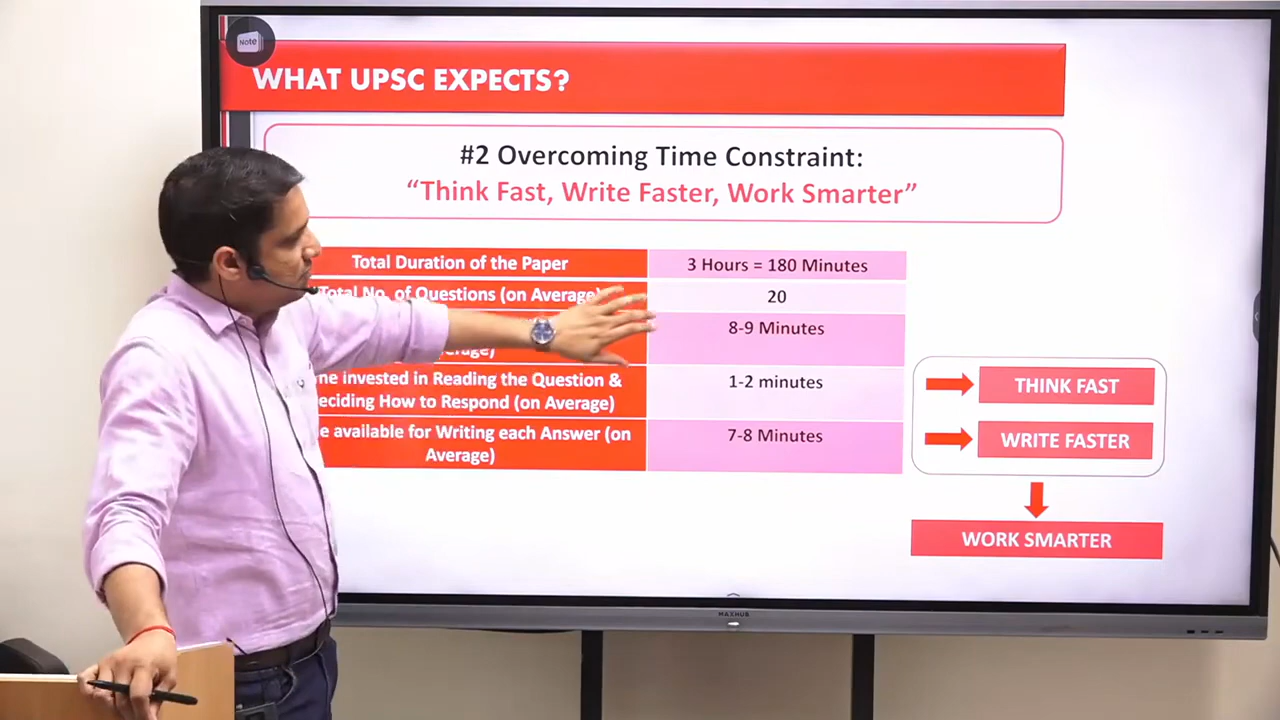 Note
WHAT UPSC EXPECTS?
#2 Overcoming Time Constraint:
“Think Fast, Write Faster, Work Smarter”
Total Duration of the Paper
3 Hours = 180 Minutes
Total No. of Questions (on Average)
20
8-9 Minutes
in Reading the Question &
How to Respond (on Average)
invested
1-2 minutes
available for Writing each Answer (on
Average)
7-8 Minutes
THINK FAST
WRITE FASTER
WORK SMARTER
MAXHUB